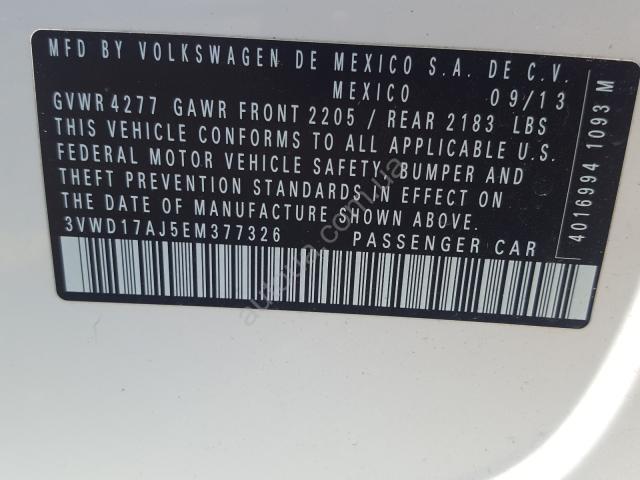 MFD BY VOLKSWAGEN DE MEXICO S.A. DE C.V.
MEXICO 09/13
GVWR 4277 GAWR FRONT 2205 / REAR 2183 LBS
THIS VEHICLE CONFORMS TO ALL APPLICABLE U.S.
FEDERAL MOTOR VEHICLE SAFETY, BUMPER AND
THEFT PREVENTION STANDARDS IN EFFECT ON
THE DATE OF MANUFACTURE SHOWN ABOVE.
3VWD17AJ5EM377326 PASSENGER CAR
4016994 1093 M